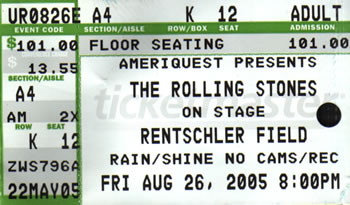 UR0826E A4 K 12 ADULT
EVENT CODE SECTION/AISLE ROW/BOX SEAT ADMISSION
$ 101.00 FLOOR SEATING 101.00
$ 13.55 AMERIQUEST PRESENTS
SECTION/AISLE
A4 THE ROLLING STONES
ticketmaster
AM 2X ON STAGE
ROW/BOX SEAT
K 12 RENTSCHLER FIELD
ZWS796A RAIN/SHINE NO CAMS/REC
22MAY05 FRI AUG 26, 2005 8:00PM